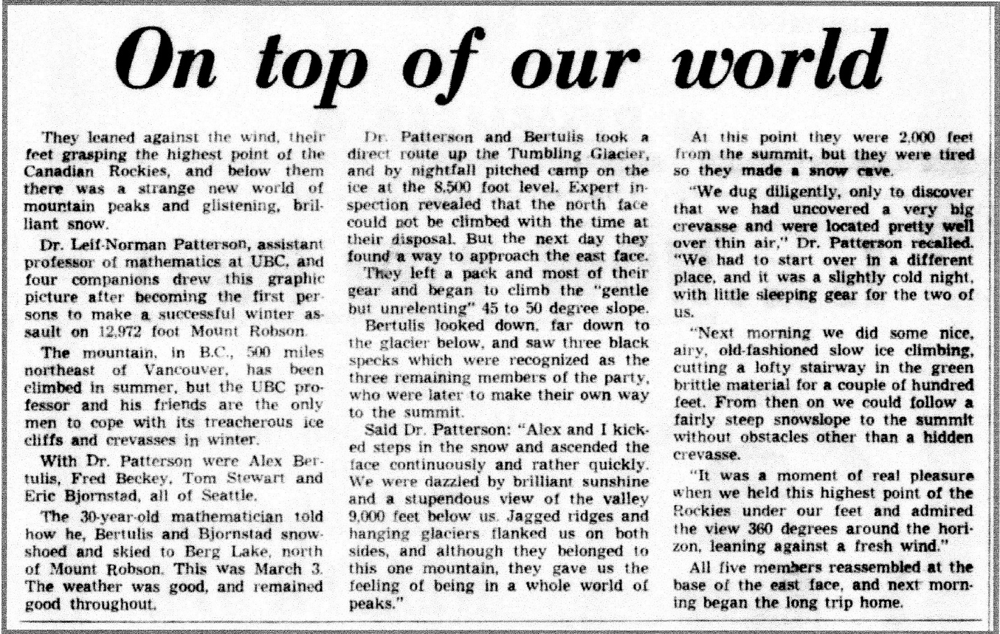 On top of our world
They leaned against the wind, their
feet grasping the highest point of the
Canadian Rockies, and below them
there was a strange new world of
mountain peaks and glistening, bril-
liant snow.
Dr. Leif-Norman Patterson, assistant
professor of mathematics at UBC, and
four companions drew this graphic
picture after becoming the first per-
sons to make a successful winter as-
sault on 12,972 foot Mount Robson.
The mountain, in B.C., 500 miles
northeast of Vancouver, has been
climbed in summer, but the UBC pro-
fessor and his friends are the only
men to cope with its treacherous ice
cliffs and crevasses in winter.
With Dr. Patterson were Alex Ber-
tulis, Fred Beckey, Tom Stewart and
Eric Bjornstad, all of Seattle.
The 30-year-old mathematician told
how he, Bertulis and Bjornstad snow-
shoed and skied to Berg Lake, north
of Mount Robson. This was March 3.
The weather was good, and remained
good throughout.
Dr. Patterson and Bertulis took a
direct route up the Tumbling Glacier,
and by nightfall pitched camp on the
ice at the 8,500 foot level. Expert in-
spection revealed that the north face
could not be climbed with the time at
their disposal. But the next day they
found a way to approach the east face.
They left a pack and most of their
gear and began to climb the "gentle
but unrelenting" 45 to 50 degree slope.
Bertulis looked down, far down to
the glacier below, and saw three black
specks which were recognized as the
three remaining members of the party,
who were later to make their own way
to the summit.
Said Dr. Patterson: "Alex and I kick-
ed steps in the snow and ascended the
face continuously and rather quickly.
We were dazzled by brilliant sunshine
and a stupendous view of the valley
9,000 feet below us. Jagged ridges and
hanging glaciers flanked us on both
sides, and although they belonged to
this one mountain, they gave us the
feeling of being in a whole world of
peaks."
At this point they were 2,000 feet
from the summit, but they were tired
so they made a snow cave.
"We dug diligently, only to discover
that we had uncovered a very big
crevasse and were located pretty well
over thin air," Dr. Patterson recalled.
"We had to start over in a different
place, and it was a slightly cold night,
with little sleeping gear for the two of
us.
"Next morning we did some nice,
airy, old-fashioned slow ice climbing,
cutting a lofty stairway in the green
brittle material for a couple of hundred
feet. From then on we could follow a
fairly steep snowslope to the summit
without obstacles other than a hidden
crevasse.
"It was a moment of real pleasure
when we held this highest point of the
Rockies under our feet and admired
the view 360 degrees around the hori-
zon, leaning against a fresh wind."
All five members reassembled at the
base of the east face, and next morn-
ing began the long trip home.